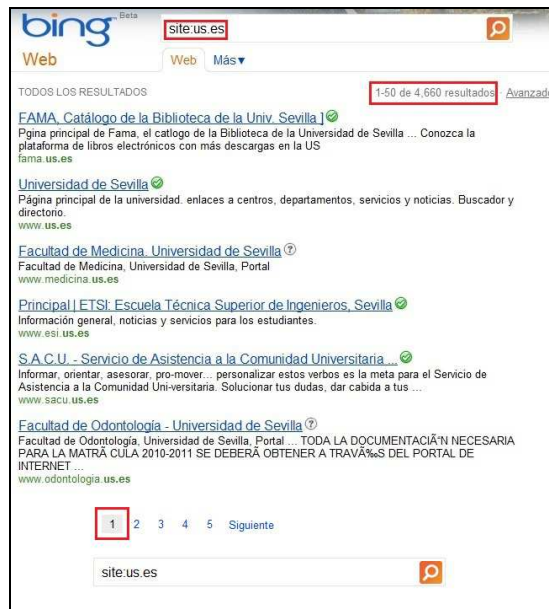 bing Beta
site:us.es
Web
Web Más▼
TODOS LOS RESULTADOS
1-50 de 4,660 resultados · Avanzado
FAMA, Catálogo de la Biblioteca de la Univ. Sevilla ]
Pgina principal de Fama, el catlogo de la Biblioteca de la Universidad de Sevilla ... Conozca la
plataforma de libros electrónicos con más descargas en la US
fama.us.es
Universidad de Sevilla
Página principal de la universidad. enlaces a centros, departamentos, servicios y noticias. Buscador y
directorio.
www.us.es
Facultad de Medicina. Universidad de Sevilla ?
Facultad de Medicina, Universidad de Sevilla, Portal
www.medicina.us.es
Principal | ETSI: Escuela Técnica Superior de Ingenieros, Sevilla
Información general, noticias y servicios para los estudiantes.
www.esi.us.es
S.A.C.U. - Servicio de Asistencia a la Comunidad Universitaria ...
Informar, orientar, asesorar, pro-mover... personalizar estos verbos es la meta para el Servicio de
Asistencia a la Comunidad Uni-versitaria. Solucionar tus dudas, dar cabida a tus ...
www.sacu.us.es
Facultad de Odontología - Universidad de Sevilla ?
Facultad de Odontología, Universidad de Sevilla, Portal ... TODA LA DOCUMENTACIÃ“N NECESARIA
PARA LA MATRÃ CULA 2010-2011 SE DEBERÃ OBTENER A TRAVÃ‰S DEL PORTAL DE
INTERNET ...
www.odontologia.us.es
1 2 3 4 5 Siguiente
site:us.es